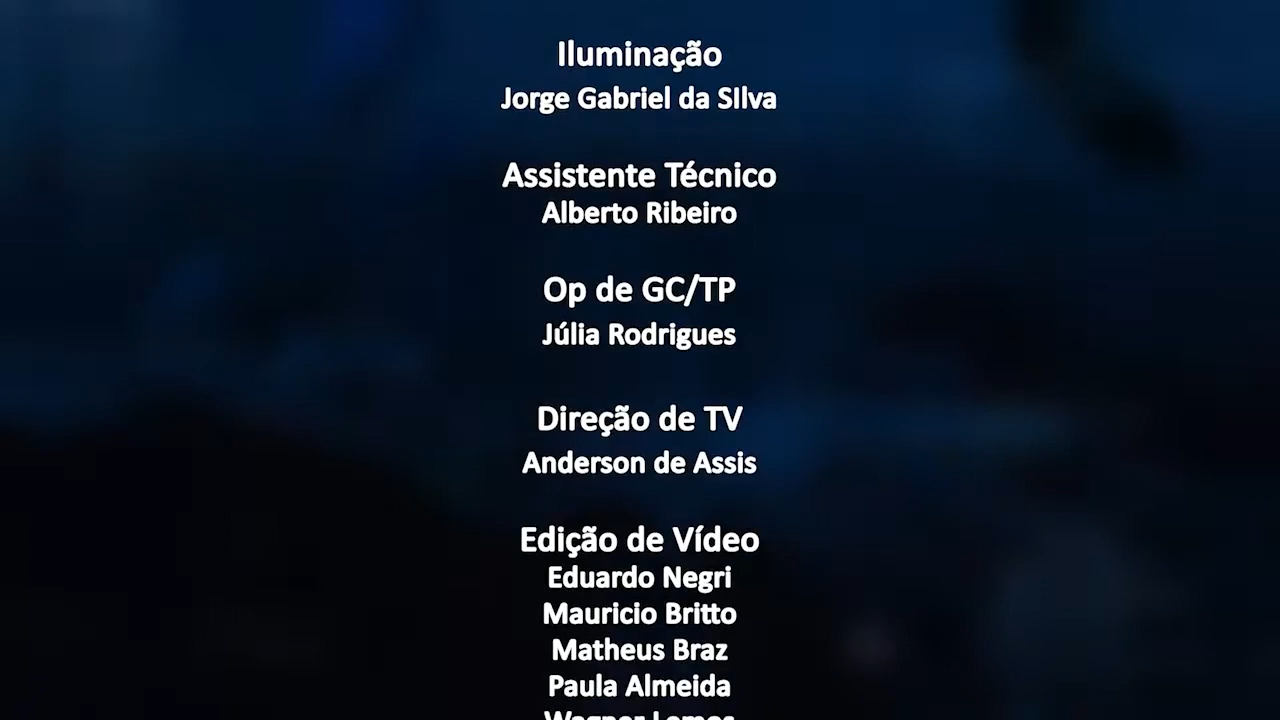 Iluminação
Jorge Gabriel da SIlva
Assistente Técnico
Alberto Ribeiro
Op de GC/TP
Júlia Rodrigues
Direção de TV
Anderson de Assis
Edição de Vídeo
Eduardo Negri
Mauricio Britto
Matheus Braz
Paula Almeida